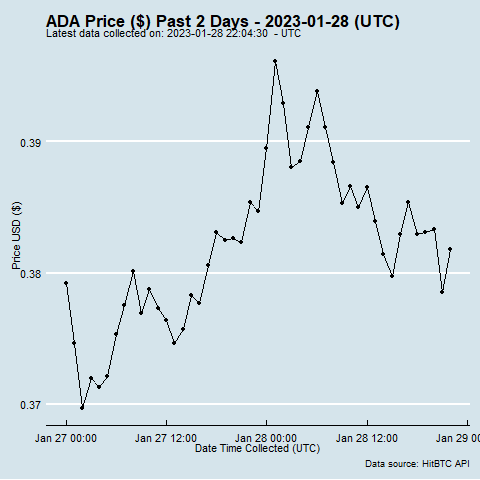 ADA Price ($) Past 2 Days - 2023-01-28 (UTC)
Latest data collected on: 2023-01-28 22:04:30 - UTC
0.39
0.38
0.37
Price USD ($)
Jan 27 00:00 Jan 27 12:00 Jan 28 00:00 Jan 28 12:00 Jan 29 00
Date Time Collected (UTC)
Data source: HitBTC API